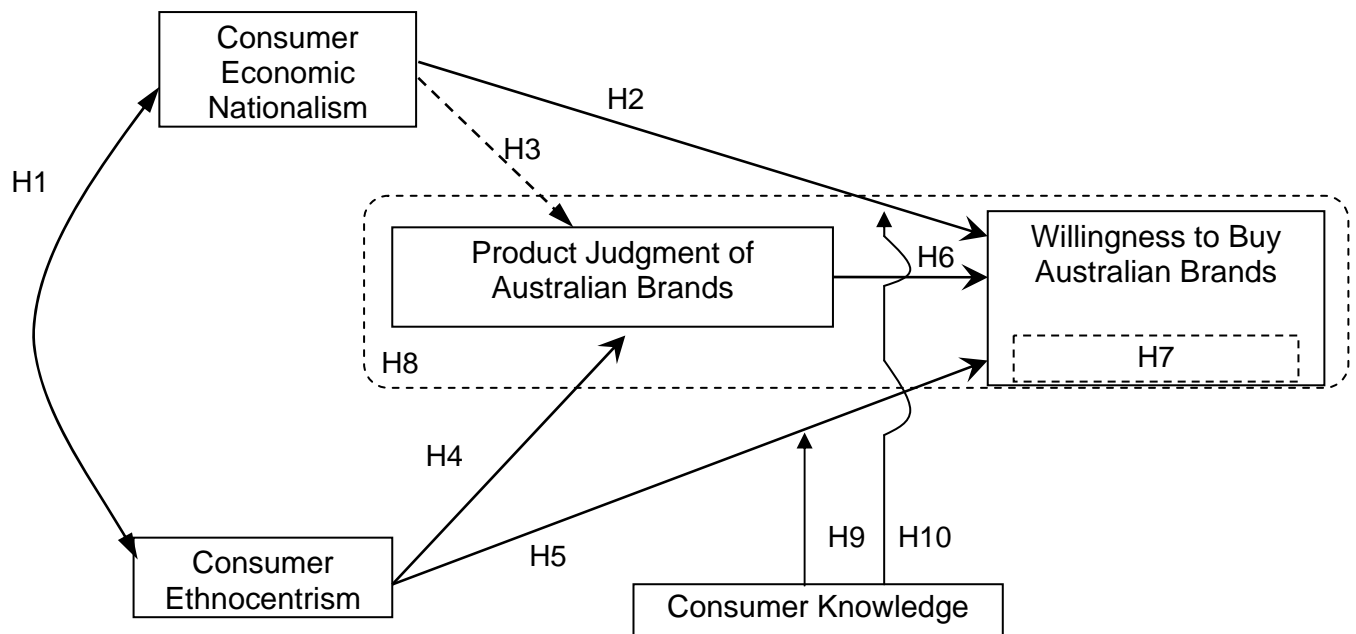 Consumer
Economic
Nationalism
H2
H3
H1
Product Judgment of
Australian Brands
H6
Willingness to Buy
Australian Brands
H7
H8
H4
H5
H9
H10
Consumer
Ethnocentrism
Consumer Knowledge